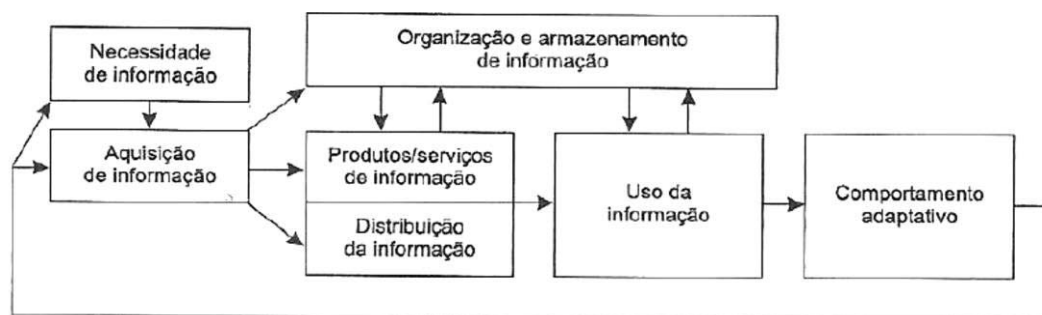 Necessidade
de informação
Organização e armazenamento
de informação
Aquisição
de informação
Produtos/serviços
de informação
Distribuição
da informação
Uso da
informação
Comportamento
adaptativo